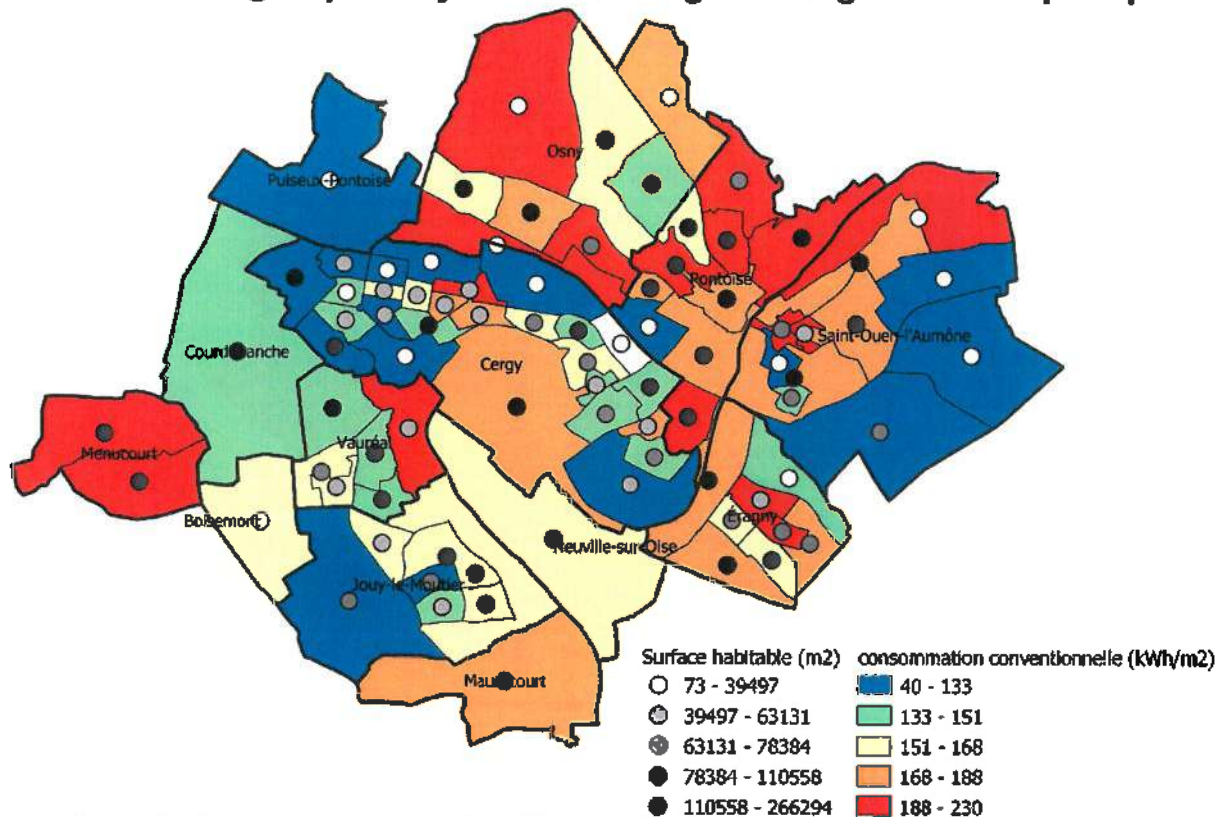 Osny
Puiseux-Pontoise
Pontoise
Saint-Ouen-l'Aumône
Courdimanche
Cergy
Menucourt
Vauréal
Boisemont
Éragny
Neuville-sur-Oise
Jouy-le-Moutier
Maurecourt
Surface habitable (m2)
73 - 39497
39497 - 63131
63131 - 78384
78384 - 110558
110558 - 266294
consommation conventionnelle (kWh/m2)
40 - 133
133 - 151
151 - 168
168 - 188
188 - 230